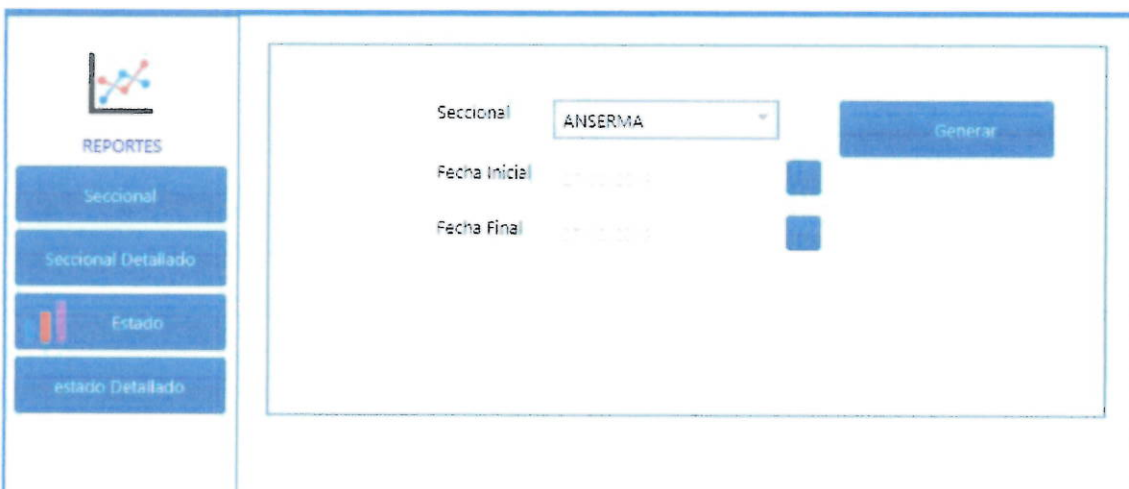 REPORTES
Seccional
Seccional Detallado
Estado
estado Detallado
Seccional
ANSERMA
Generar
Fecha Inicial
Fecha Final